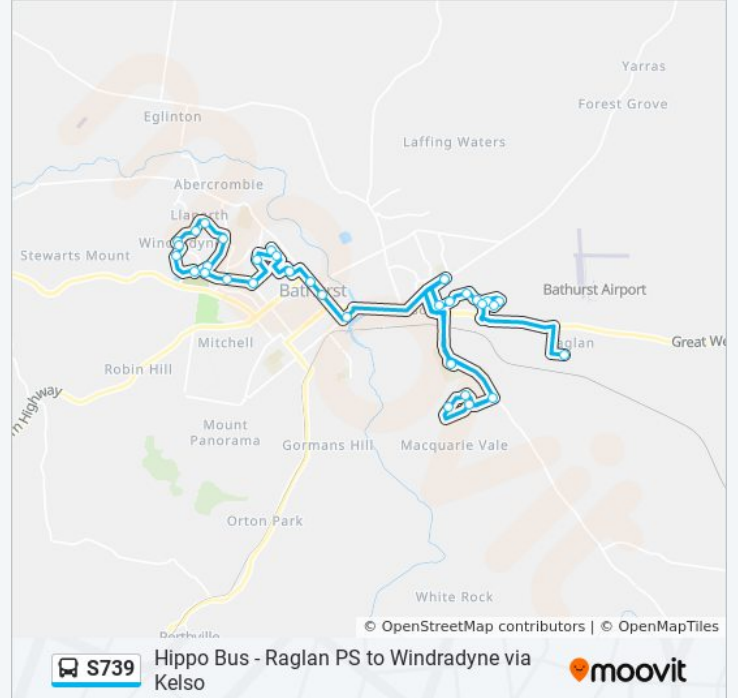 Yarras
Forest Grove
Eglinton
Laffing Waters
Abercrombie
Llanarth
Windradyne
Stewarts Mount
Bathurst
Bathurst Airport
Mitchell
Raglan
Great We
Robin Hill
n Highway
Mount
Panorama
Gormans Hill
Macquarie Vale
Orton Park
White Rock
Perthville
© OpenStreetMap contributors | © OpenMapTiles
S739
Hippo Bus - Raglan PS to Windradyne via
Kelso
moovit